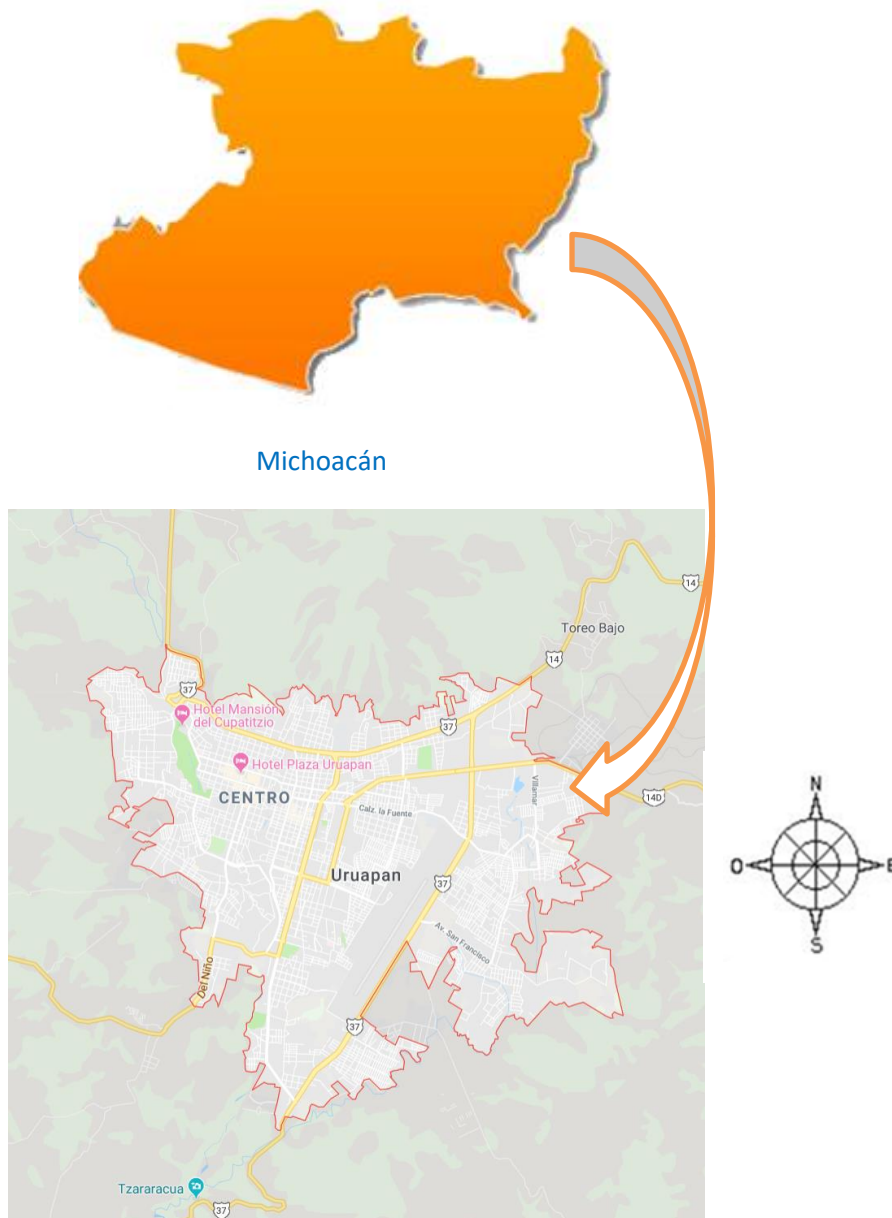 Michoacán
14
Toreo Bajo
14
37
Hotel Mansión
del Cupatitzio
37
Hotel Plaza Uruapan
CENTRO
Villamar
14D
Calz. la Fuente
N
O
E
S
Uruapan
37
Av. San Francisco
Del Niño
37
Tzararacua
37